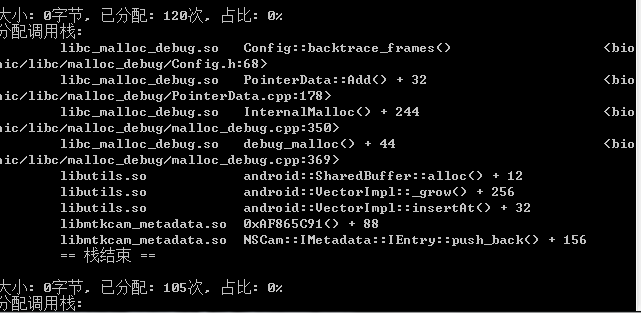 大小: 0字节, 已分配: 120次, 占比: 0%
分配调用栈:
libc_malloc_debug.so Config::backtrace_frames() <bio
nic/libc/malloc_debug/Config.h:68>
libc_malloc_debug.so PointerData::Add() + 32 <bio
nic/libc/malloc_debug/PointerData.cpp:178>
libc_malloc_debug.so InternalMalloc() + 244 <bio
nic/libc/malloc_debug/malloc_debug.cpp:350>
libc_malloc_debug.so debug_malloc() + 44 <bio
nic/libc/malloc_debug/malloc_debug.cpp:369>
libutils.so android::SharedBuffer::alloc() + 12
libutils.so android::VectorImpl::_grow() + 256
libutils.so android::VectorImpl::insertAt() + 32
libmtkcam_metadata.so 0xAF865C91() + 88
libmtkcam_metadata.so NSCam::IMetadata::IEntry::push_back() + 156
== 栈结束 ==
大小: 0字节, 已分配: 105次, 占比: 0%
分配调用栈: